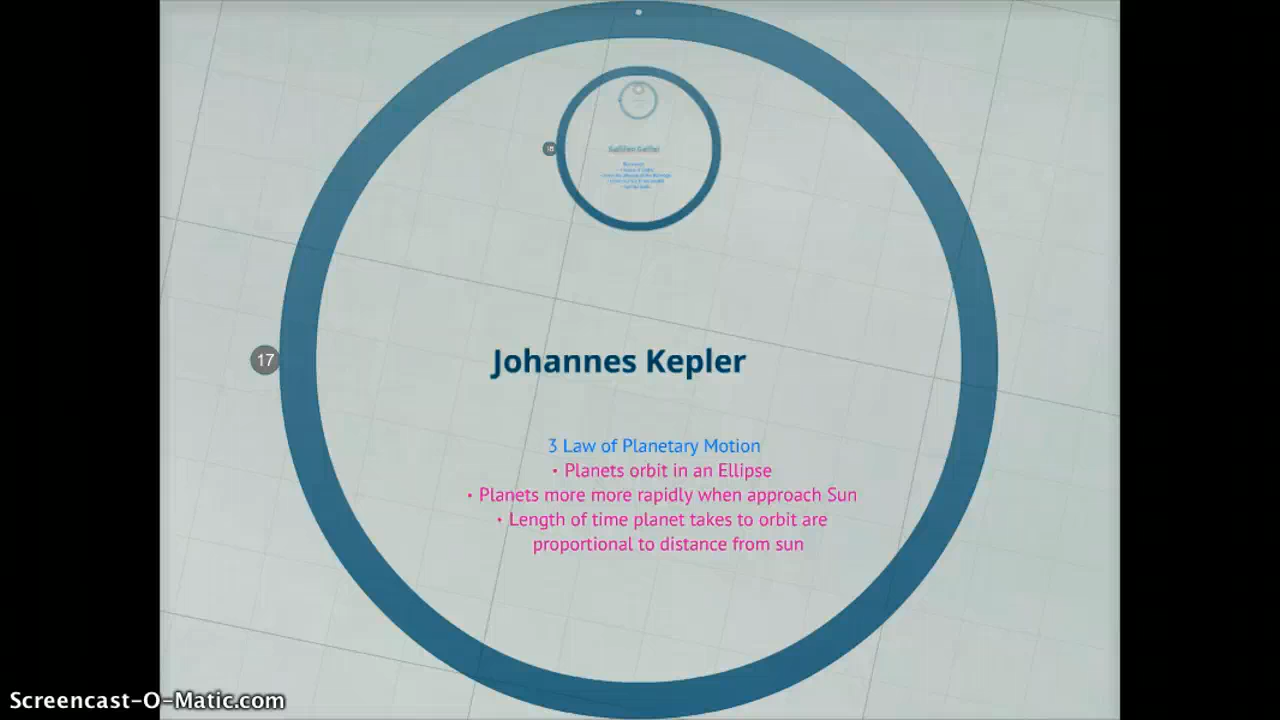 18
17
Johannes Kepler
3 Law of Planetary Motion
• Planets orbit in an Ellipse
• Planets more more rapidly when approach Sun
• Length of time planet takes to orbit are
proportional to distance from sun
Screencast-O-Matic.com